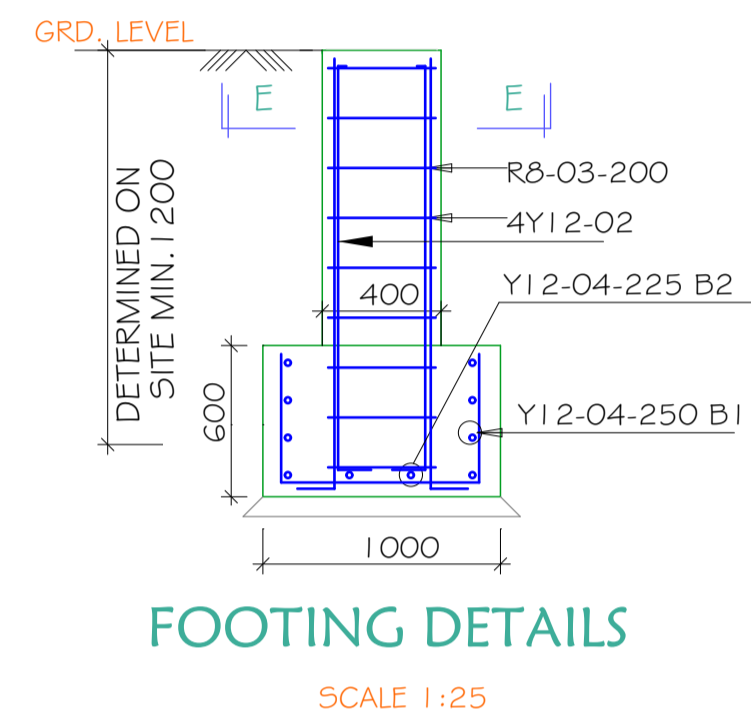 GRD. LEVEL
E E
R8-03-200
4Y12-02
DETERMINED ON
SITE MIN.1200
Y12-04-225 B2
400
600
Y12-04-250 B1
1000
FOOTING DETAILS
SCALE 1:25